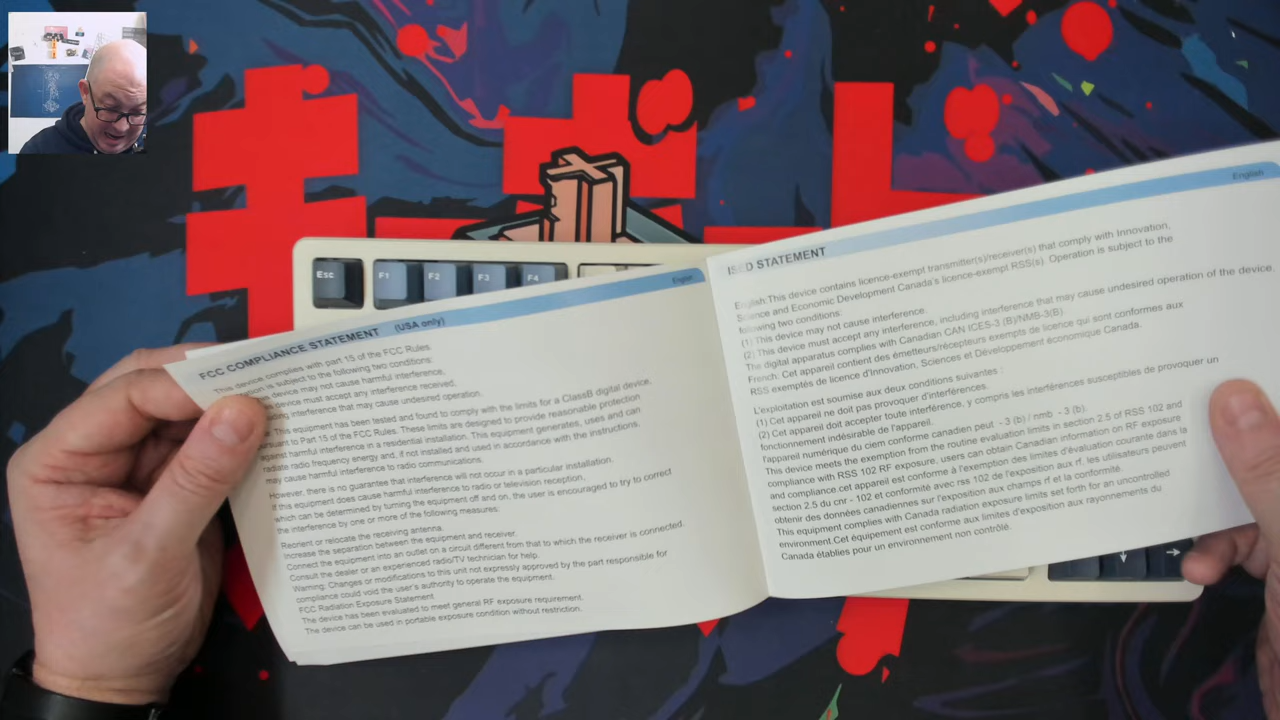 Esc
F1
F2
F3
F4
English
FCC COMPLIANCE STATEMENT (USA only)
This device complies with part 15 of the FCC Rules.
is subject to the following two conditions:
device may not cause harmful interference,
device must accept any interference received,
interference that may cause undesired operation.
This equipment has been tested and found to comply with the limits for a ClassB digital device,
pursuant to Part 15 of the FCC Rules. These limits are designed to provide reasonable protection
against harmful interference in a residential installation. This equipment generates, uses and can
radiate radio frequency energy and, if not installed and used in accordance with the instructions,
may cause harmful interference to radio communications.
However, there is no guarantee that interference will not occur in a particular installation.
If this equipment does cause harmful interference to radio or television reception,
which can be determined by turning the equipment off and on, the user is encouraged to try to correct
the interference by one or more of the following measures:
Reorient or relocate the receiving antenna.
Increase the separation between the equipment and receiver.
Connect the equipment into an outlet on a circuit different from that to which the receiver is connected.
Consult the dealer or an experienced radio/TV technician for help.
Warning: Changes or modifications to this unit not expressly approved by the part responsible for
compliance could void the user's authority to operate the equipment.
FCC Radiation Exposure Statement.
The device has been evaluated to meet general RF exposure requirement.
The device can be used in portable exposure condition without restriction.
English
ISED STATEMENT
English:This device contains licence-exempt transmitter(s)/receiver(s) that comply with Innovation,
Science and Economic Development Canada's licence-exempt RSS(s). Operation is subject to the
following two conditions:
(1) This device may not cause interference.
(2) This device must accept any interference, including interference that may cause undesired operation of the device.
The digital apparatus complies with Canadian CAN ICES-3 (B)/NMB-3(B).
French: Cet appareil contient des émetteurs/récepteurs exempts de licence qui sont conformes aux
RSS exemptés de licence d'Innovation, Sciences et Développement économique Canada.
L'exploitation est soumise aux deux conditions suivantes :
(1) Cet appareil ne doit pas provoquer d'interférences.
(2) Cet appareil doit accepter toute interférence, y compris les interférences susceptibles de provoquer un
fonctionnement indésirable de l'appareil.
l'appareil numérique du ciem conforme canadien peut - 3 (b) / nmb - 3 (b).
This device meets the exemption from the routine evaluation limits in section 2.5 of RSS 102 and
compliance with RSS 102 RF exposure, users can obtain Canadian information on RF exposure
and compliance.cet appareil est conforme à l'exemption des limites d'évaluation courante dans la
section 2.5 du cnr - 102 et conformité avec rss 102 de l'exposition aux rf, les utilisateurs peuvent
obtenir des données canadiennes sur l'exposition aux champs rf et la conformité.
This equipment complies with Canada radiation exposure limits set forth for an uncontrolled
environment.Cet équipement est conforme aux limites d'exposition aux rayonnements du
Canada établies pour un environnement non contrôlé.